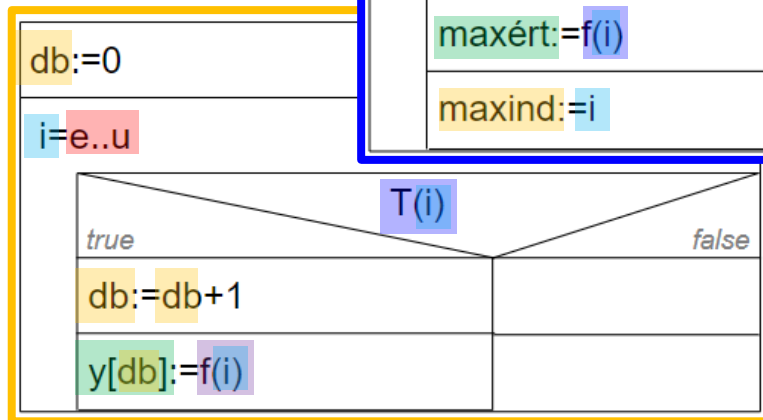 maxért:=f(i)
db:=0
maxind:=i
i=e..u
T(i)
true
false
db:=db+1
y[db]:=f(i)